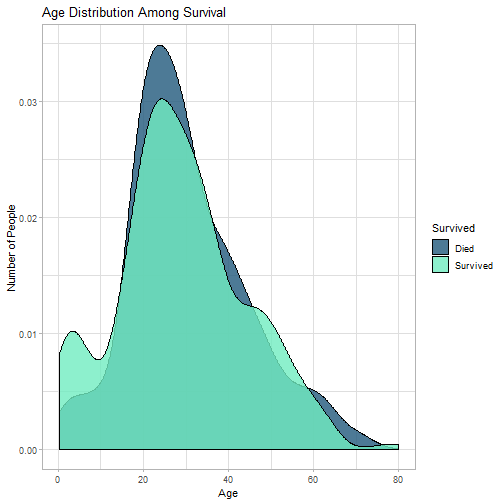 Age Distribution Among Survival
Number of People
0.03
0.02
0.01
0.00
0
20
40
60
80
Age
Survived
Died
Survived